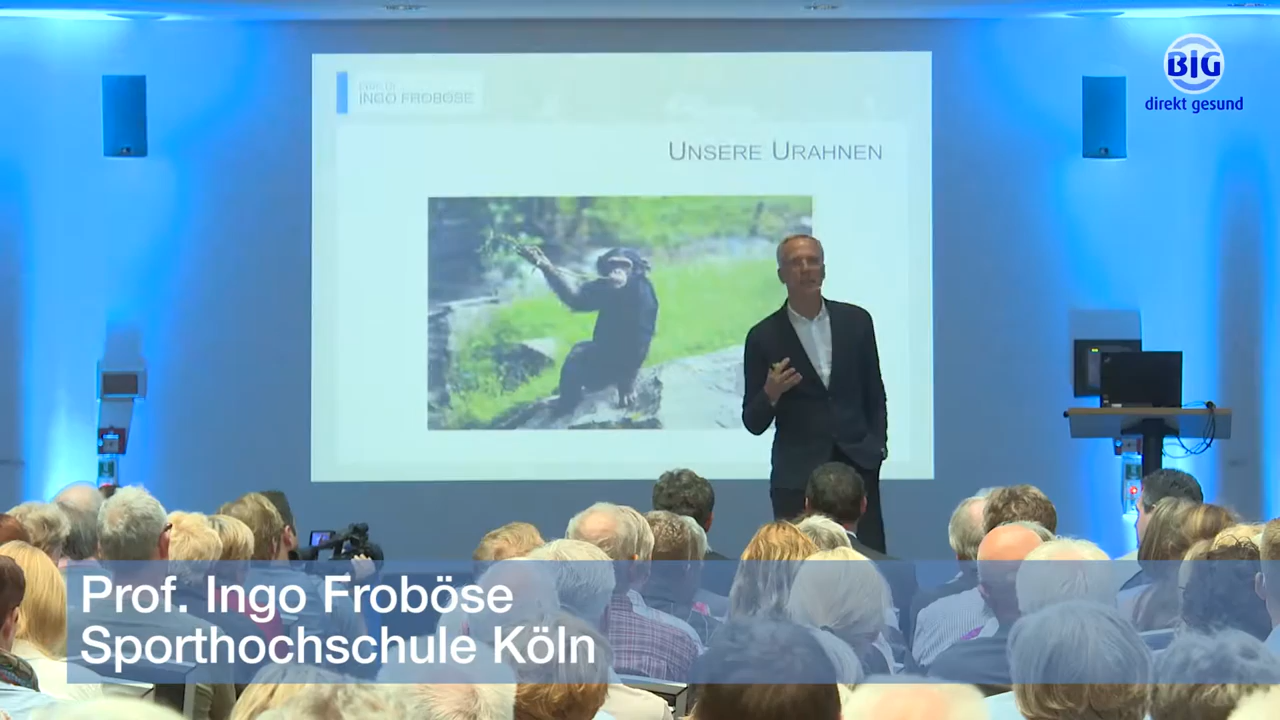 BIG
direkt gesund
INGO FROBÖSE
UNSERE URAHNEN
Prof. Ingo Froböse
Sporthochschule Köln